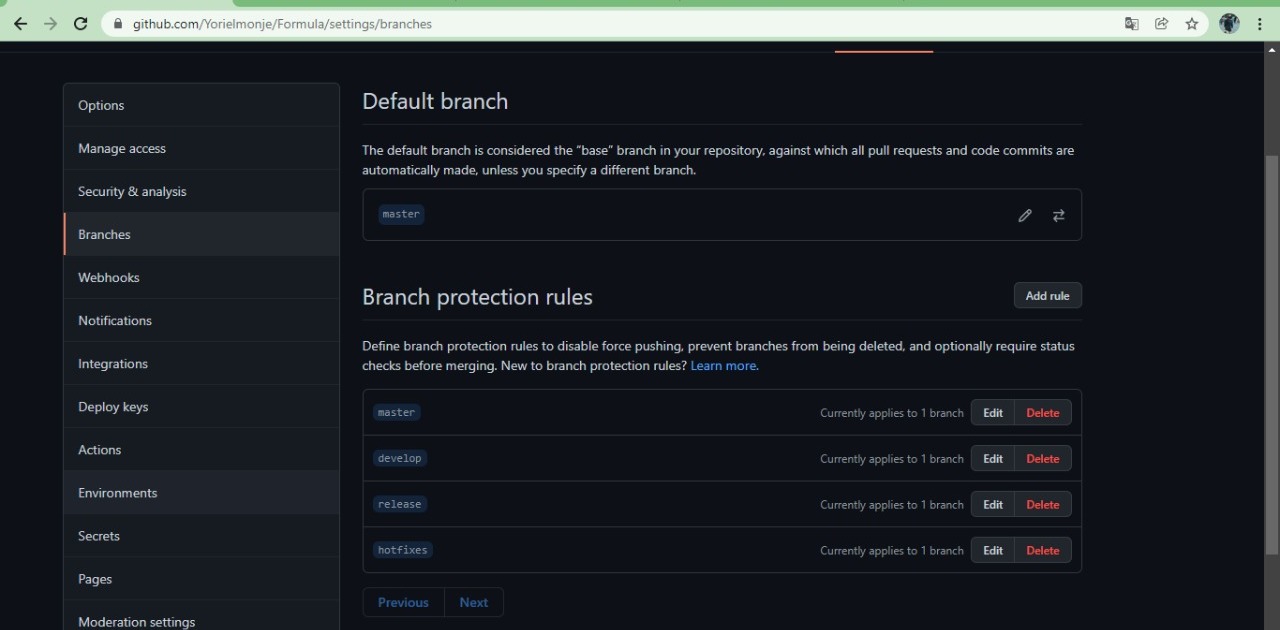 github.com/Yorielmonje/Formula/settings/branches
Options
Manage access
Security & analysis
Branches
Webhooks
Notifications
Integrations
Deploy keys
Actions
Environments
Secrets
Pages
Moderation settings
Default branch
The default branch is considered the “base” branch in your repository, against which all pull requests and code commits are
automatically made, unless you specify a different branch.
master
Branch protection rules
Add rule
Define branch protection rules to disable force pushing, prevent branches from being deleted, and optionally require status
checks before merging. New to branch protection rules? Learn more.
master Currently applies to 1 branch Edit Delete
develop Currently applies to 1 branch Edit Delete
release Currently applies to 1 branch Edit Delete
hotfixes Currently applies to 1 branch Edit Delete
Previous Next